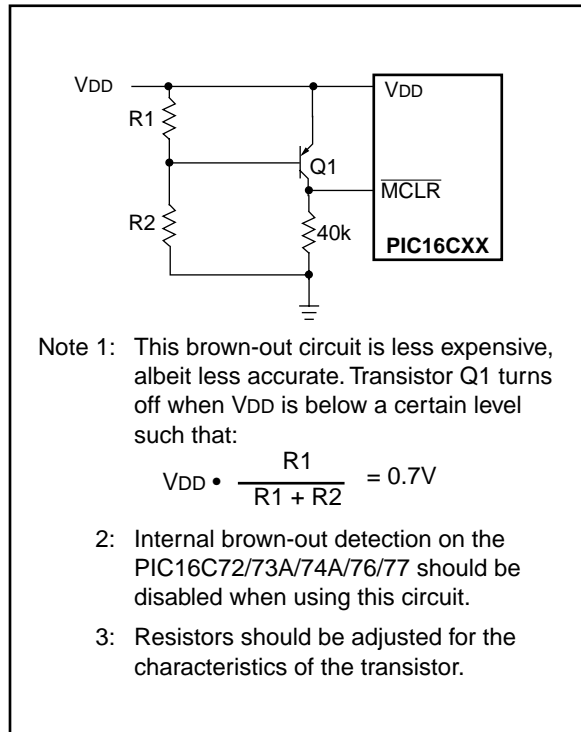 VDD
VDD
R1
Q1
MCLR
R2
40k
PIC16CXX
Note 1: This brown-out circuit is less expensive,
albeit less accurate. Transistor Q1 turns
off when VDD is below a certain level
such that:
VDD • R1 / R1 + R2 = 0.7V
2: Internal brown-out detection on the
PIC16C72/73A/74A/76/77 should be
disabled when using this circuit.
3: Resistors should be adjusted for the
characteristics of the transistor.